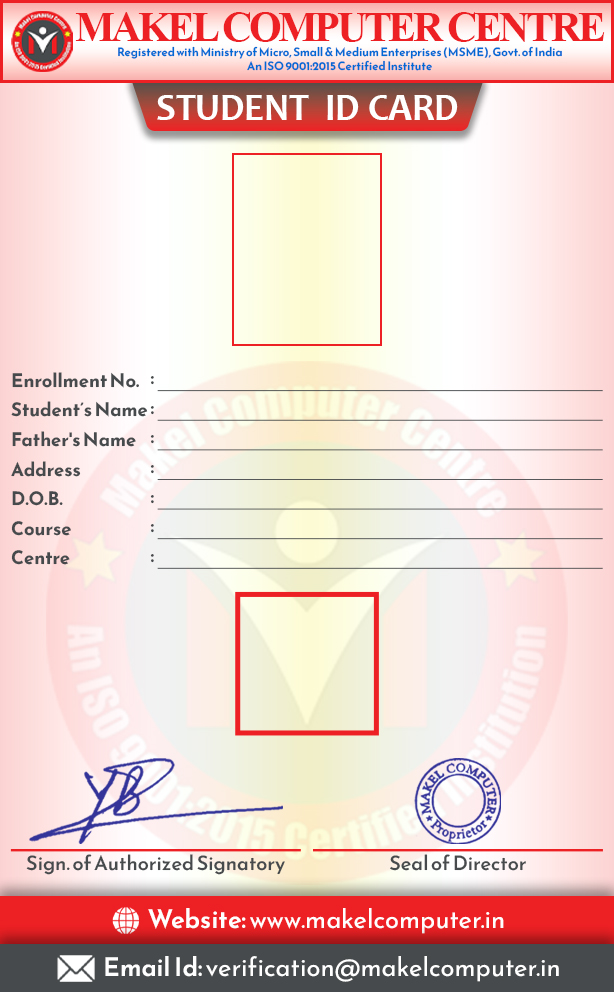 MAKEL COMPUTER CENTRE
Registered with Ministry of Micro, Small & Medium Enterprises (MSME), Govt. of India
An ISO 9001:2015 Certified Institute
Makel Computer Centre
An ISO 9001:2015 Certified Institution
STUDENT ID CARD
Enrollment No. :
Student's Name :
Father's Name :
Address :
D.O.B. :
Course :
Centre :
Makel Computer Centre
An ISO 9001:2015 Certified Institution
YB
MAKEL COMPUTER
Proprietor
Sign. of Authorized Signatory
Seal of Director
Website: www.makelcomputer.in
Email Id: verification@makelcomputer.in